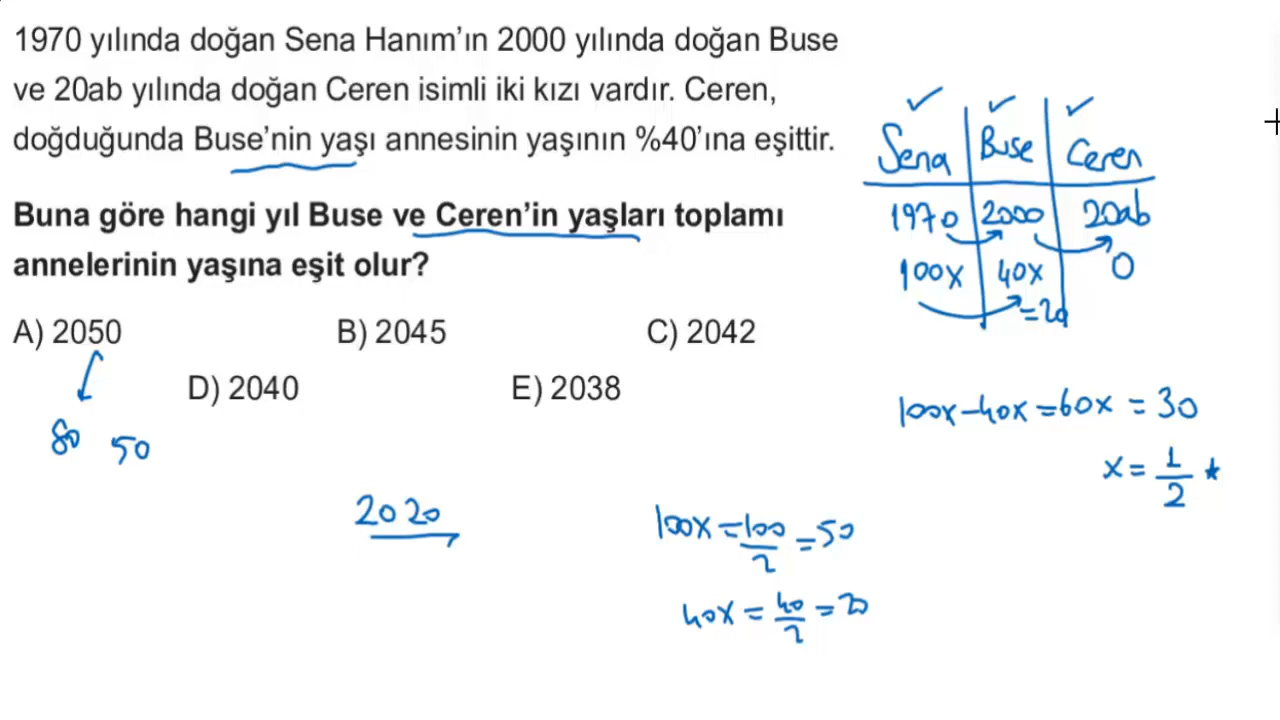 1970 yılında doğan Sena Hanım'ın 2000 yılında doğan Buse
ve 20ab yılında doğan Ceren isimli iki kızı vardır. Ceren,
doğduğunda Buse'nin yaşı annesinin yaşının %40'ına eşittir.
Buna göre hangi yıl Buse ve Ceren'in yaşları toplamı
annelerinin yaşına eşit olur?
A) 2050 B) 2045 C) 2042
D) 2040 E) 2038
80 50
2020
Sena Buse Ceren
1970 2000 20ab
100x 40x 0
=20
100x-40x=60x=30
x=1/2
100x=100/2=50
40x=40/2=20